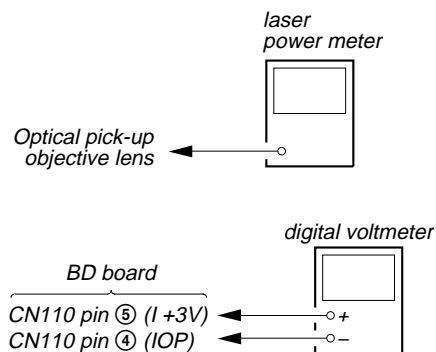 laser
power meter
Optical pick-up
objective lens
digital voltmeter
BD board
CN110 pin ⑤ (I +3V)
+
CN110 pin ④ (IOP)
–